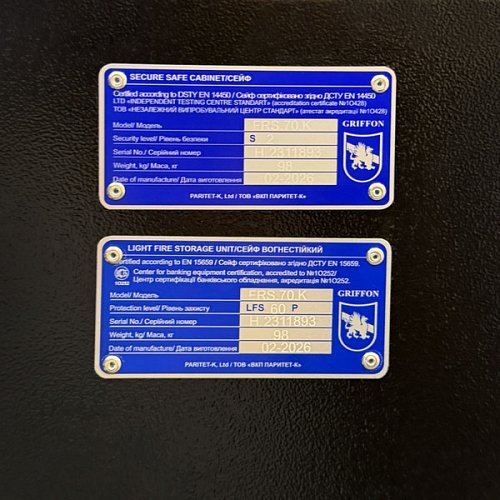 SECURE SAFE CABINET/СЕЙФ
Certified according to DSTY EN 14450 / Сейф сертифіковано згідно ДСТУ EN 14450
LTD «INDEPENDENT TESTING CENTRE STANDART» (accreditation certificate №1О428)
ТОВ «НЕЗАЛЕЖНИЙ ВИПРОБУВАЛЬНИЙ ЦЕНТР СТАНДАРТ» (атестат акредитації №1О428)
Model/ Модель FRS.70.K GRIFFON
Security level/ Рівень безпеки S 2
Serial No./ Серійний номер H 2311893
Weight, kg/ Маса, кг 98
Date of manufacture/ Дата виготовлення 02-2026
PARITET-K, Ltd / ТОВ «ВКП ПАРИТЕТ-К»
LIGHT FIRE STORAGE UNIT/СЕЙФ ВОГНЕСТІЙКИЙ
Certified according to EN 15659 / Сейф сертифіковано згідно ДСТУ EN 15659.
Center for banking equipment certification, accredited to №1О252/
Центр сертифікації банківського обладнання, акредитація №1О252.
1О252
Model/ Модель FRS.70.K GRIFFON
Protection level/ Рівень захисту LFS 60 P
Serial No./ Серійний номер H 2311893
Weight, kg/ Маса, кг 98
Date of manufacture/ Дата виготовлення 02-2026
PARITET-K, Ltd / ТОВ «ВКП ПАРИТЕТ-К»